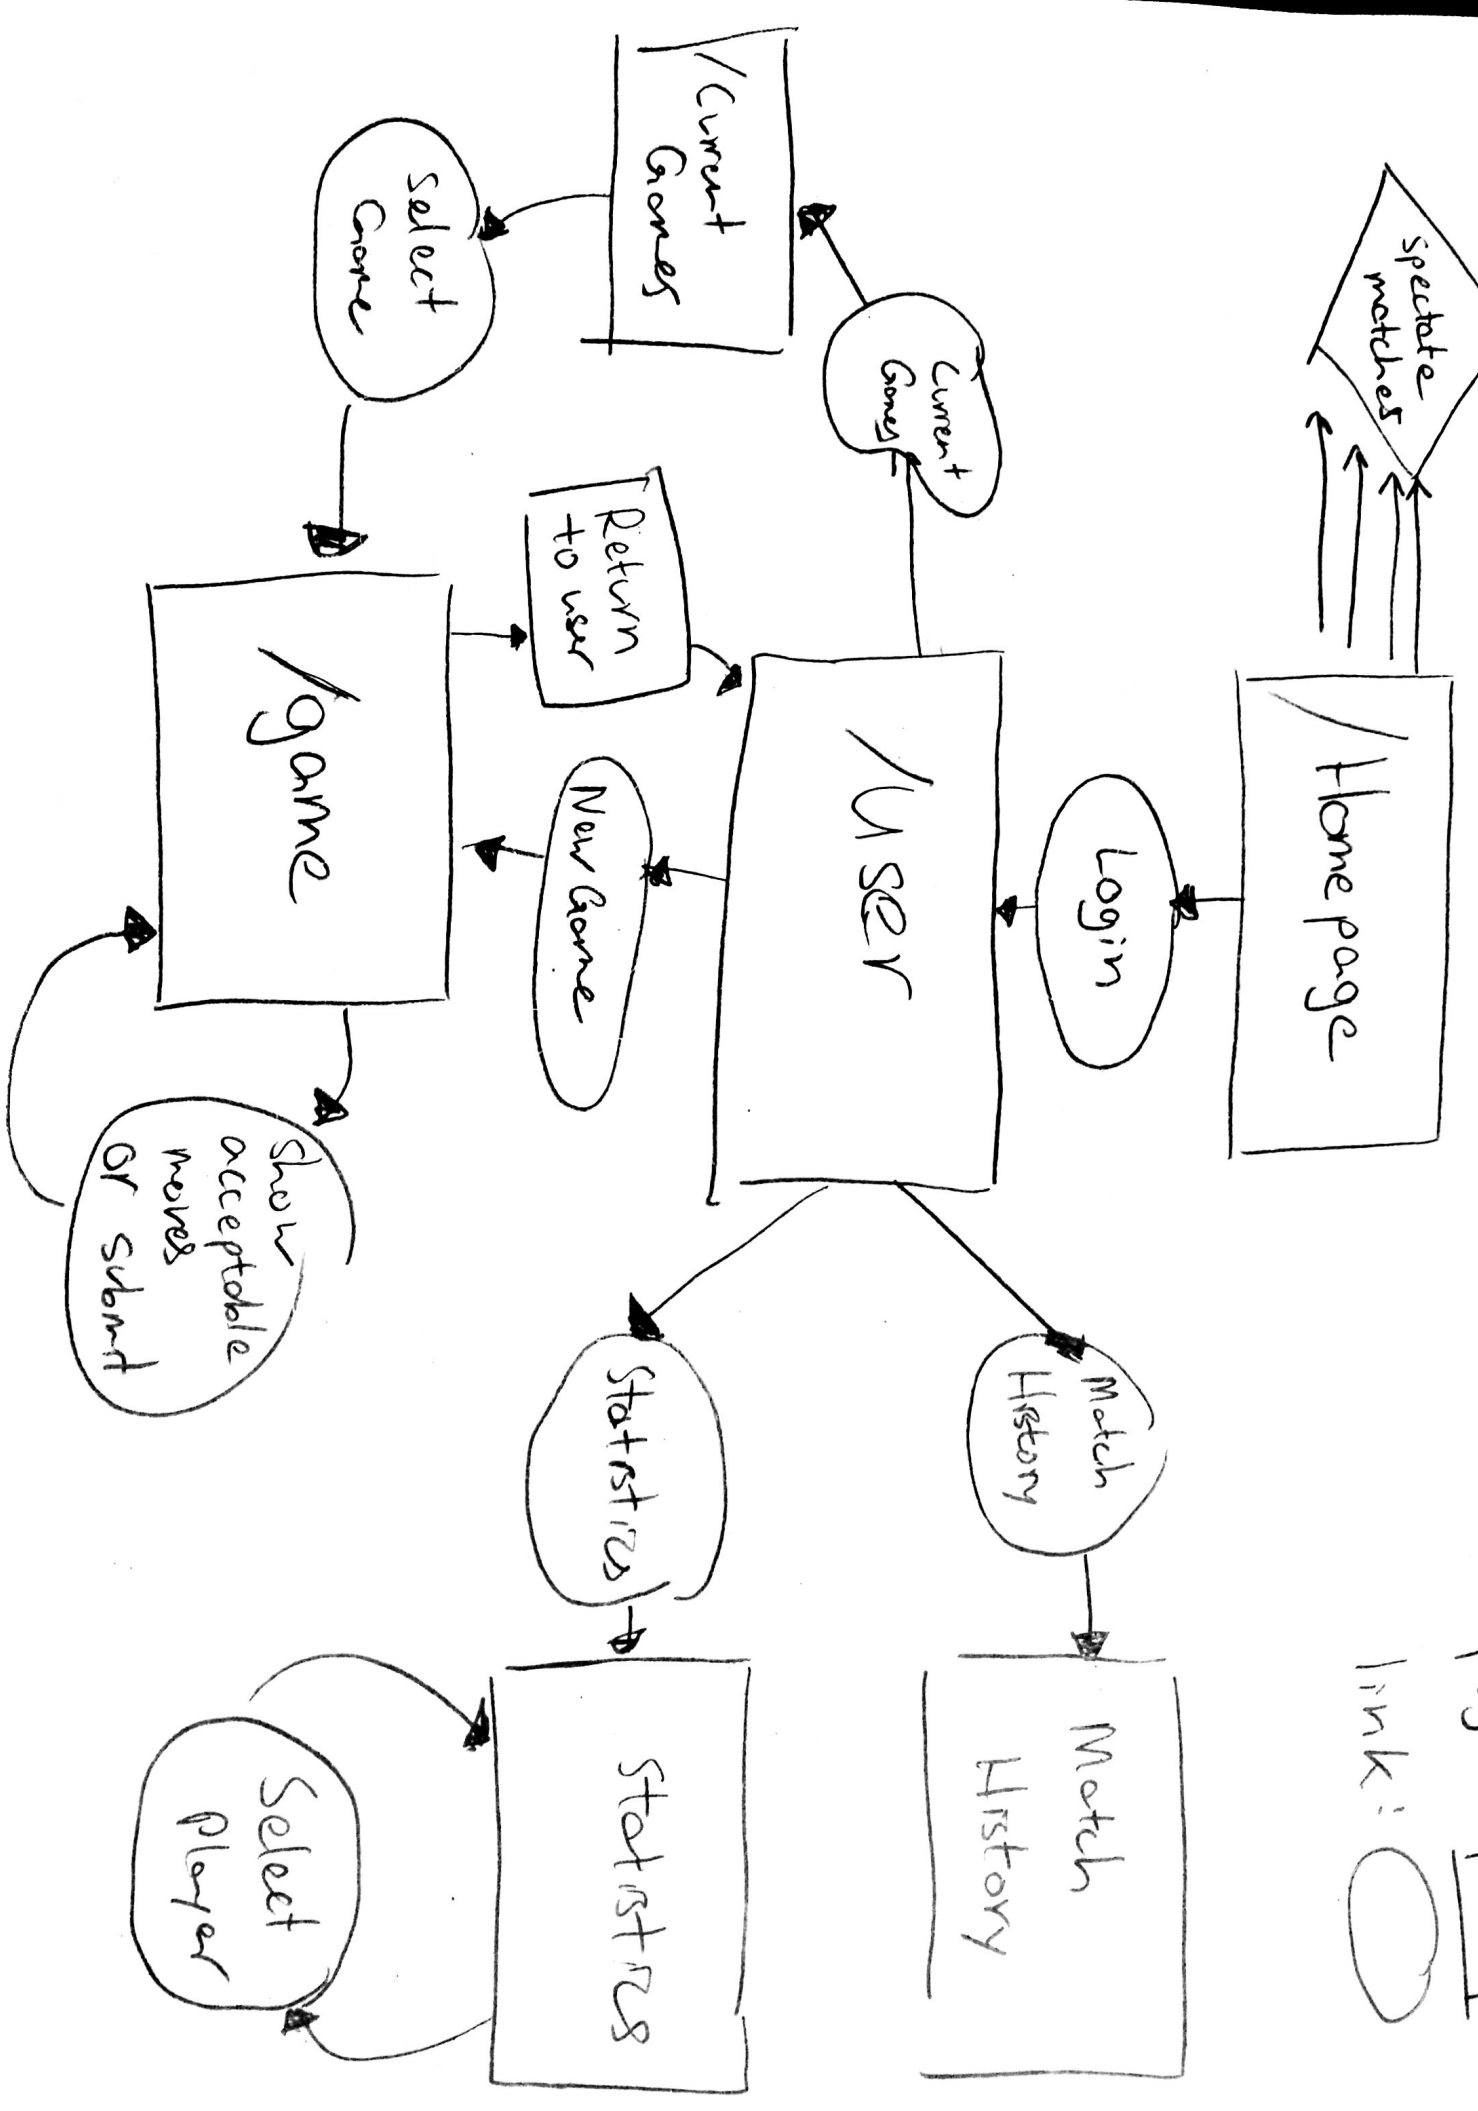 spectate
matches
/Homepage
link:
Login
/Current
Games
Current
Games
/User
Match
History
Match
History
Select
Game
Return
to user
New Game
Statistics
Statistics
/game
Show
acceptable
moves
or submit
Select
player